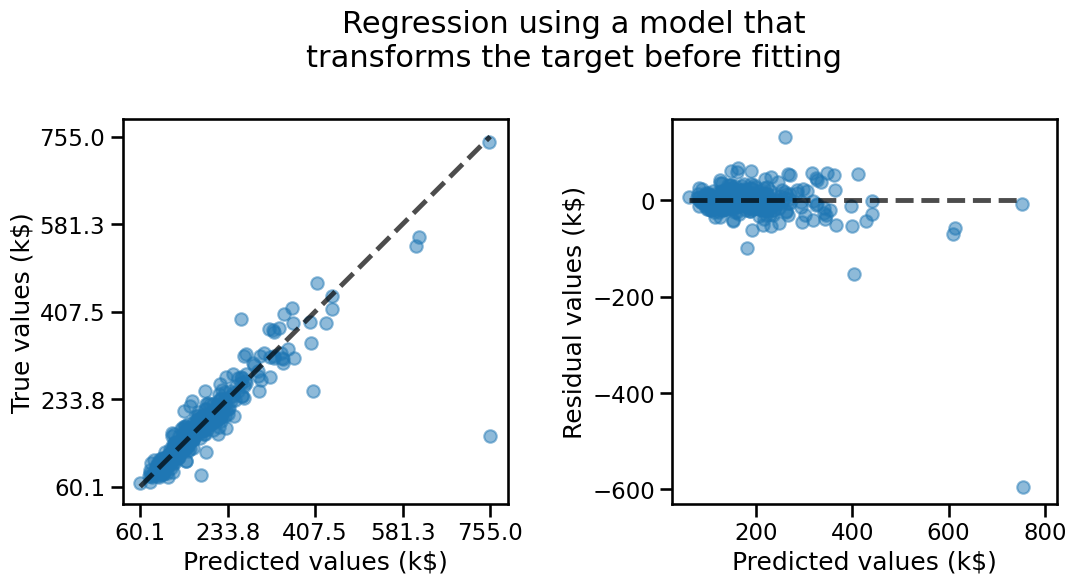 Regression using a model that
transforms the target before fitting
True values (k$)
755.0
581.3
407.5
233.8
60.1
60.1 233.8 407.5 581.3 755.0
Predicted values (k$)
Residual values (k$)
0
−200
−400
−600
200 400 600 800
Predicted values (k$)